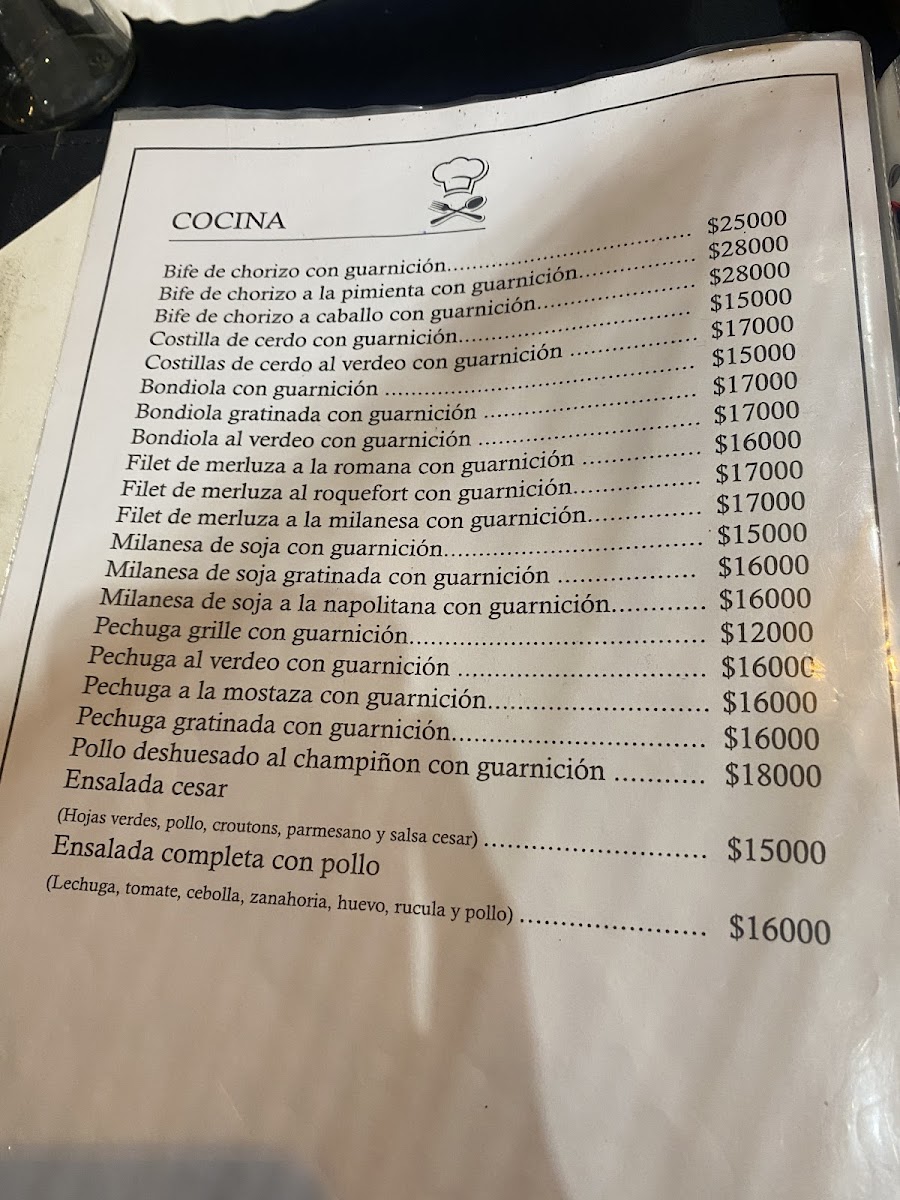 COCINA
Bife de chorizo con guarnición.......... $25000
Bife de chorizo a la pimienta con guarnición.......... $28000
Bife de chorizo a caballo con guarnición.......... $28000
Costilla de cerdo con guarnición.......... $15000
Costillas de cerdo al verdeo con guarnición .......... $17000
Bondiola con guarnición .......... $15000
Bondiola gratinada con guarnición .......... $17000
Bondiola al verdeo con guarnición .......... $17000
Filet de merluza a la romana con guarnición .......... $16000
Filet de merluza al roquefort con guarnición.......... $17000
Filet de merluza a la milanesa con guarnición.......... $17000
Milanesa de soja con guarnición.......... $15000
Milanesa de soja gratinada con guarnición .......... $16000
Milanesa de soja a la napolitana con guarnición.......... $16000
Pechuga grille con guarnición.......... $12000
Pechuga al verdeo con guarnición .......... $16000
Pechuga a la mostaza con guarnición.......... $16000
Pechuga gratinada con guarnición.......... $16000
Pollo deshuesado al champiñon con guarnición .......... $18000
Ensalada cesar
(Hojas verdes, pollo, croutons, parmesano y salsa cesar) .......... $15000
Ensalada completa con pollo
(Lechuga, tomate, cebolla, zanahoria, huevo, rucula y pollo) .......... $16000